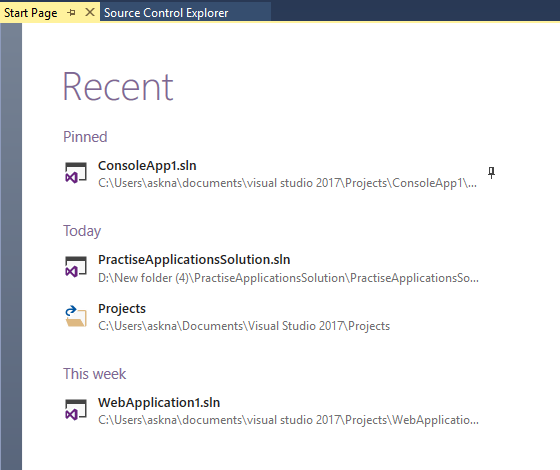 Start Page
Source Control Explorer
Recent
Pinned
ConsoleApp1.sln
C:\Users\askna\documents\visual studio 2017\Projects\ConsoleApp1\...
Today
PractiseApplicationsSolution.sln
D:\New folder (4)\PractiseApplicationsSolution\PractiseApplicationsSo...
Projects
C:\Users\askna\Documents\Visual Studio 2017\Projects
This week
WebApplication1.sln
C:\Users\askna\documents\visual studio 2017\Projects\WebApplicatio...